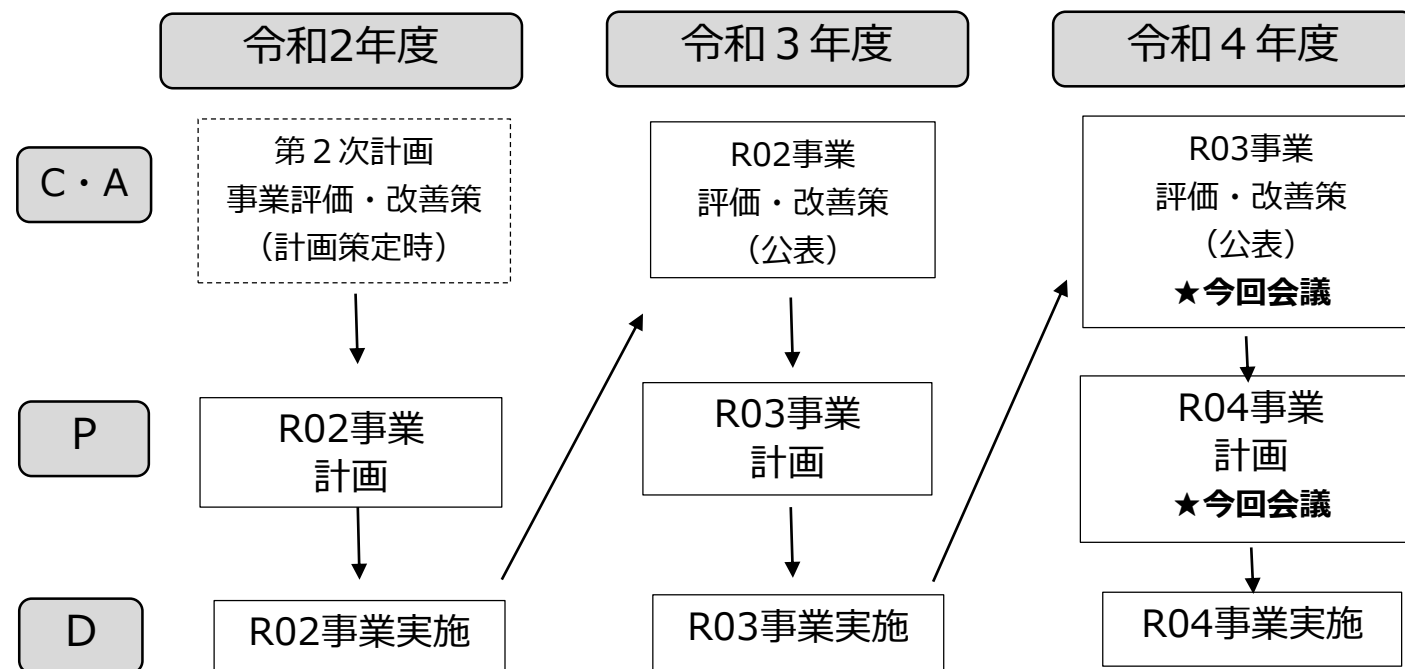 令和2年度
令和３年度
令和４年度
C・A
第２次計画
事業評価・改善策
（計画策定時）
R02事業
評価・改善策
（公表）
R03事業
評価・改善策
（公表）
★今回会議
P
R02事業
計画
R03事業
計画
R04事業
計画
★今回会議
D
R02事業実施
R03事業実施
R04事業実施